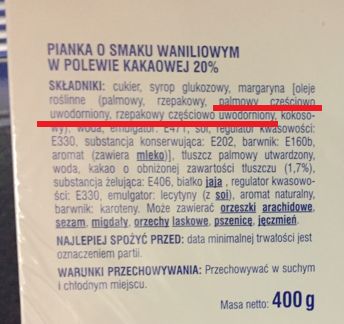 PIANKA O SMAKU WANILIOWYM
W POLEWIE KAKAOWEJ 20%
SKŁADNIKI: cukier, syrop glukozowy, margaryna [oleje
roślinne (palmowy, rzepakowy, palmowy częściowo
uwodorniony, rzepakowy częściowo uwodorniony, kokoso-
wy), woda, emulgator: E471, sól, regulator kwasowości:
E330, substancja konserwująca: E202, barwnik: E160b,
aromat (zawiera mleko)], tłuszcz palmowy utwardzony,
woda, kakao o obniżonej zawartości tłuszczu (1,7%),
substancja żelująca: E406, białko jaja, regulator kwasowo-
ści: E330, emulgator: lecytyny (z soi), aromat naturalny,
barwnik: karoteny. Może zawierać orzeszki arachidowe,
sezam, migdały, orzechy laskowe, pszenicę, jęczmień.
NAJLEPIEJ SPOŻYĆ PRZED: data minimalnej trwałości jest
oznaczeniem partii.
WARUNKI PRZECHOWYWANIA: Przechowywać w suchym
i chłodnym miejscu.
Masa netto: 400 g